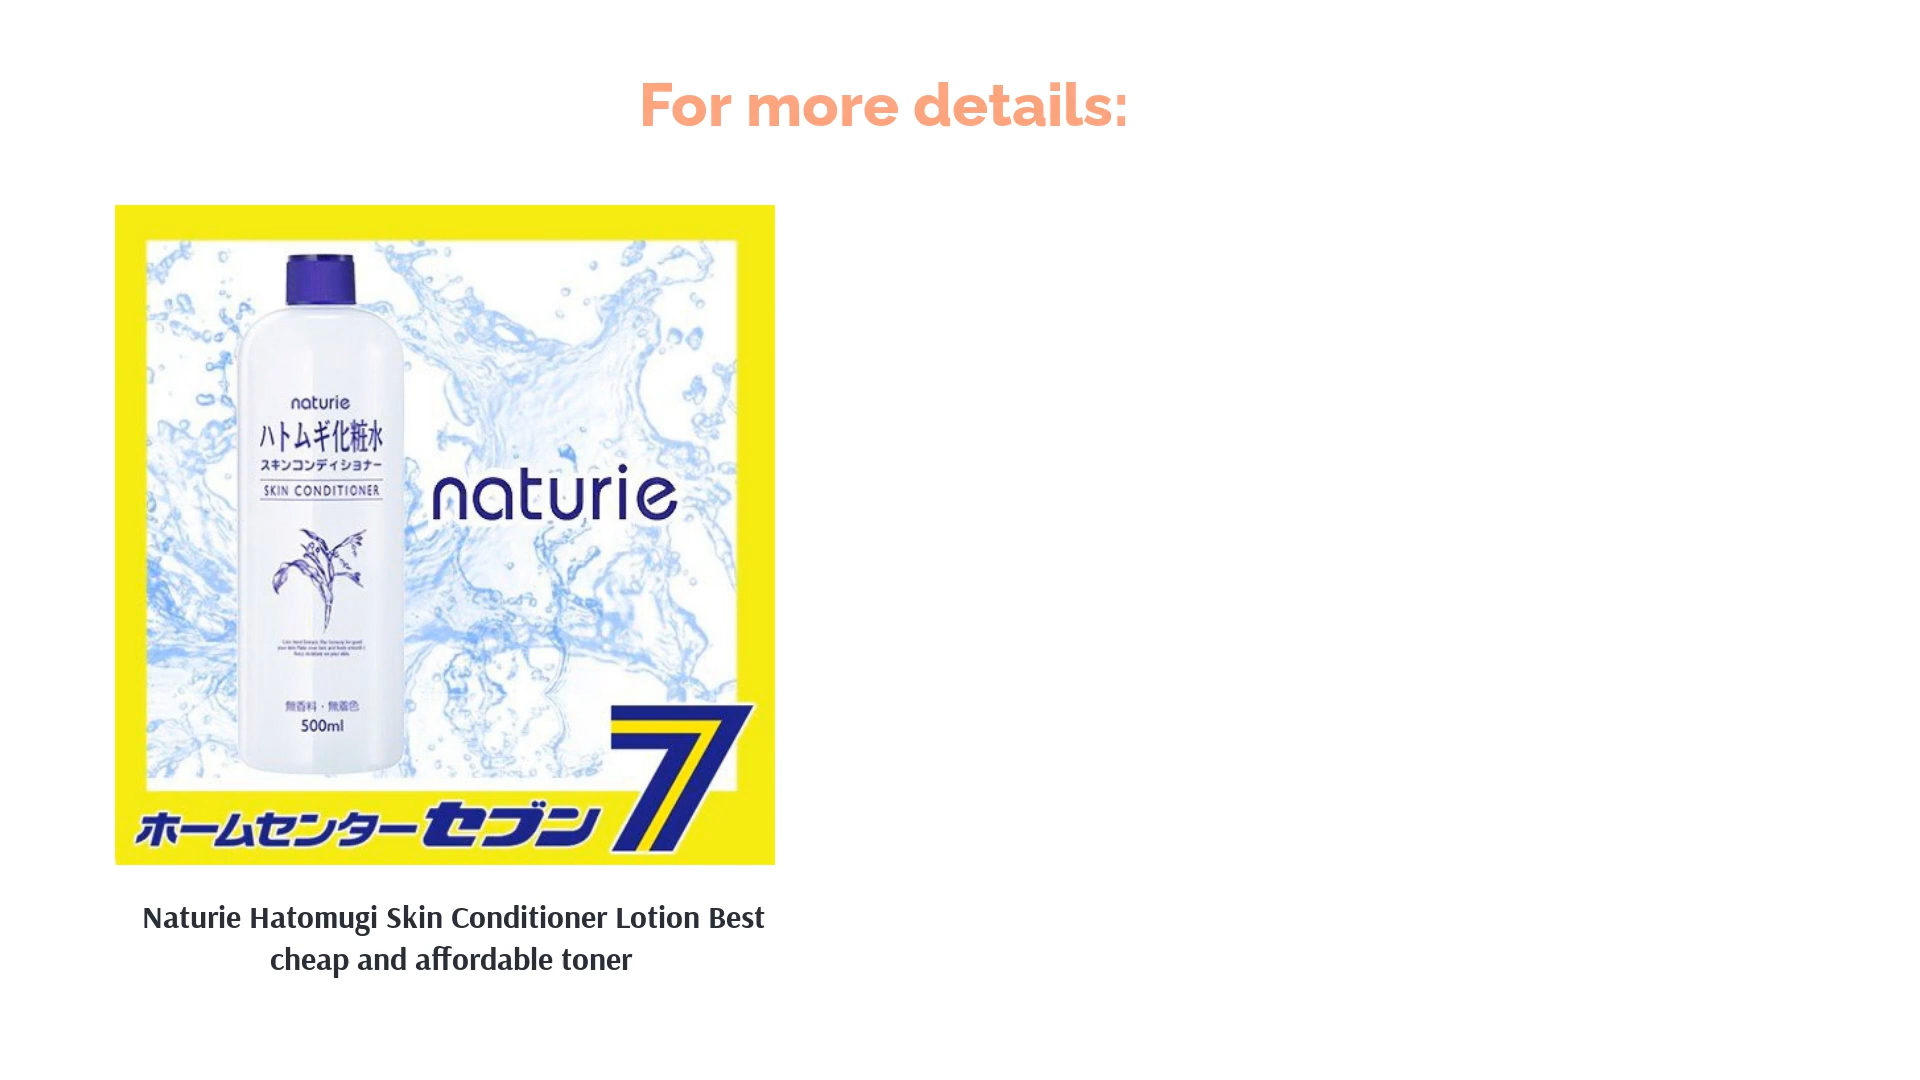 For more details:
naturie
ハトムギ化粧水
スキンコンディショナー
SKIN CONDITIONER
無香料・無着色
500ml
naturie
ホームセンターセブン7
Naturie Hatomugi Skin Conditioner Lotion Best
cheap and affordable toner